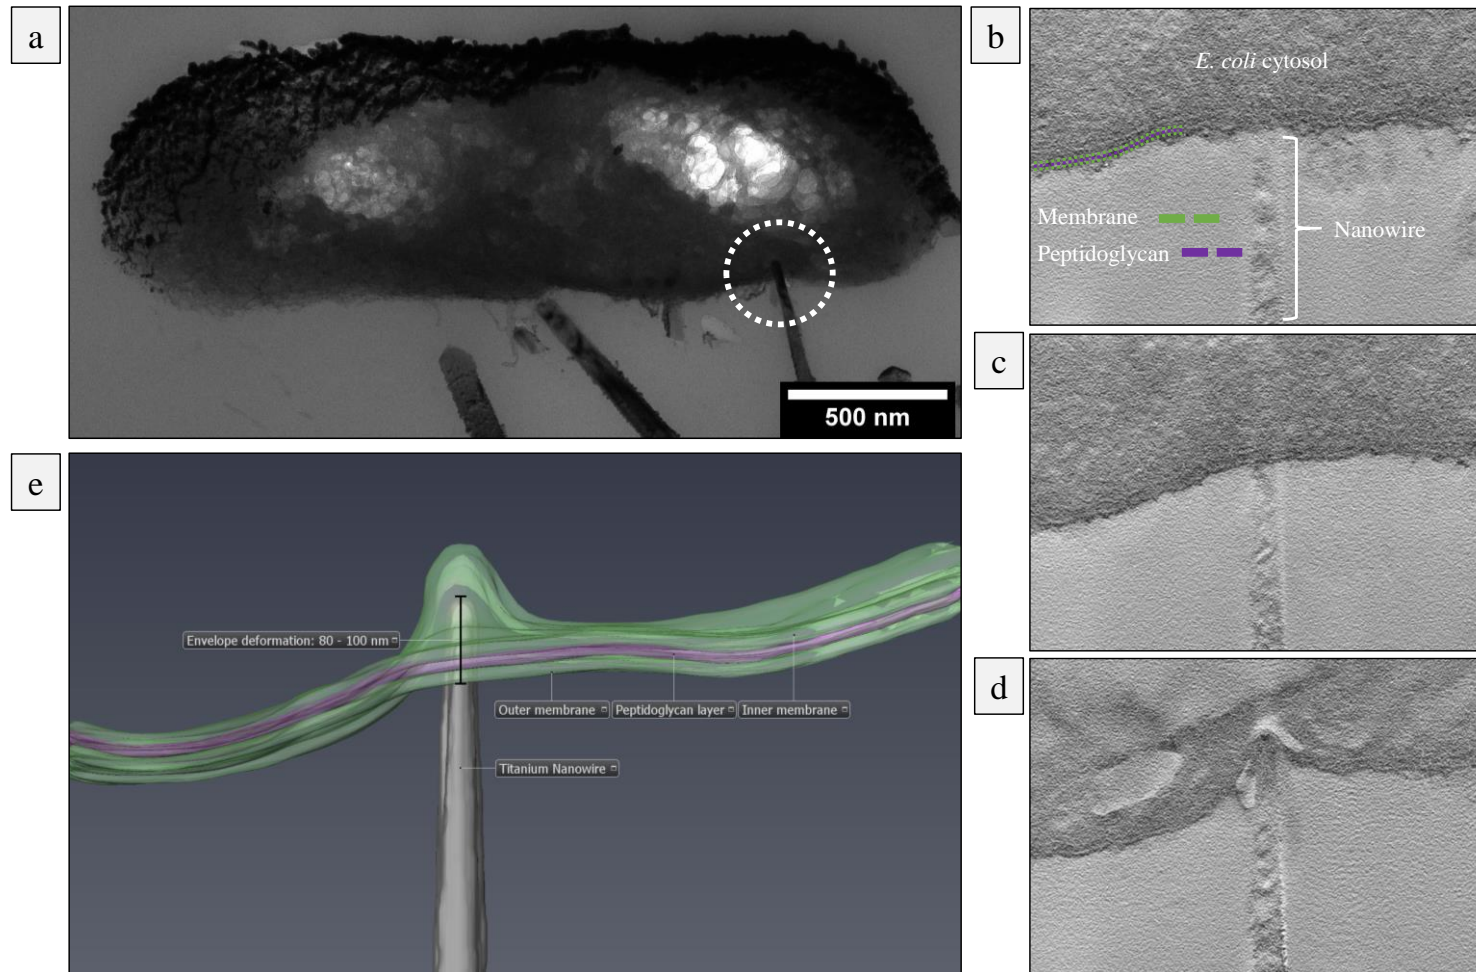 a
500 nm
b
E. coli cytosol
Membrane
Peptidoglycan
Nanowire
c
d
e
Envelope deformation: 80 - 100 nm
Outer membrane
Peptidoglycan layer
Inner membrane
Titanium Nanowire